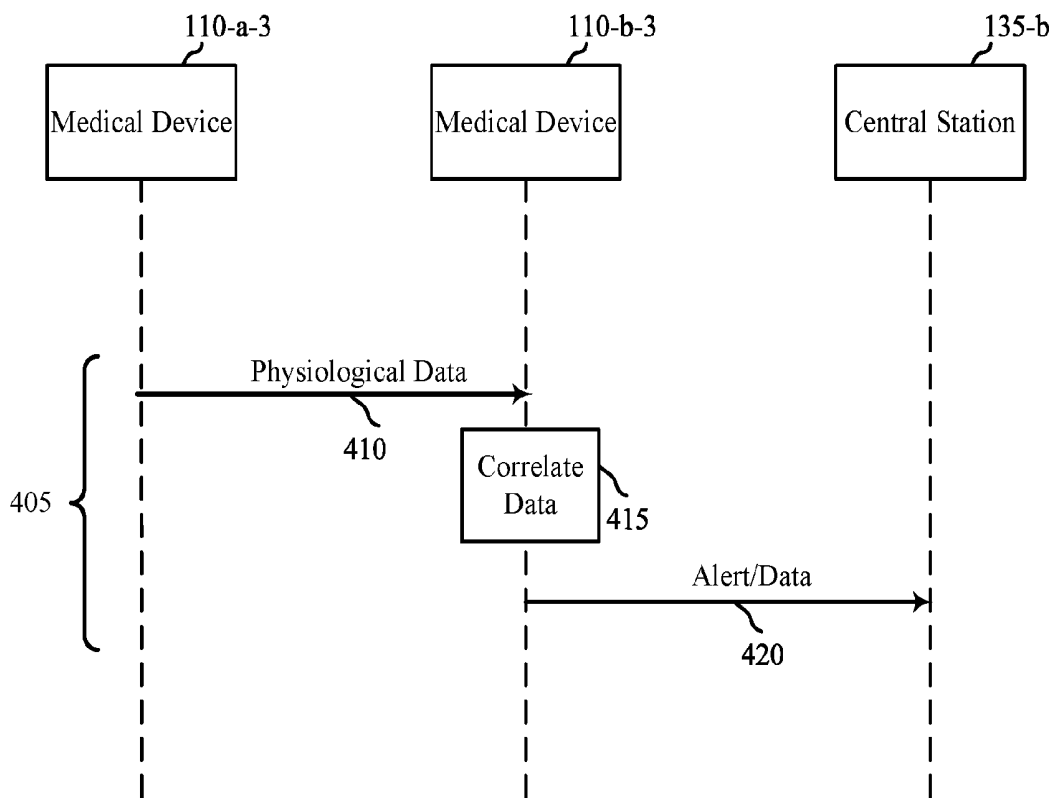 110-a-3
110-b-3
135-b
Medical Device
Medical Device
Central Station
Physiological Data
410
Correlate
Data
415
405
Alert/Data
420